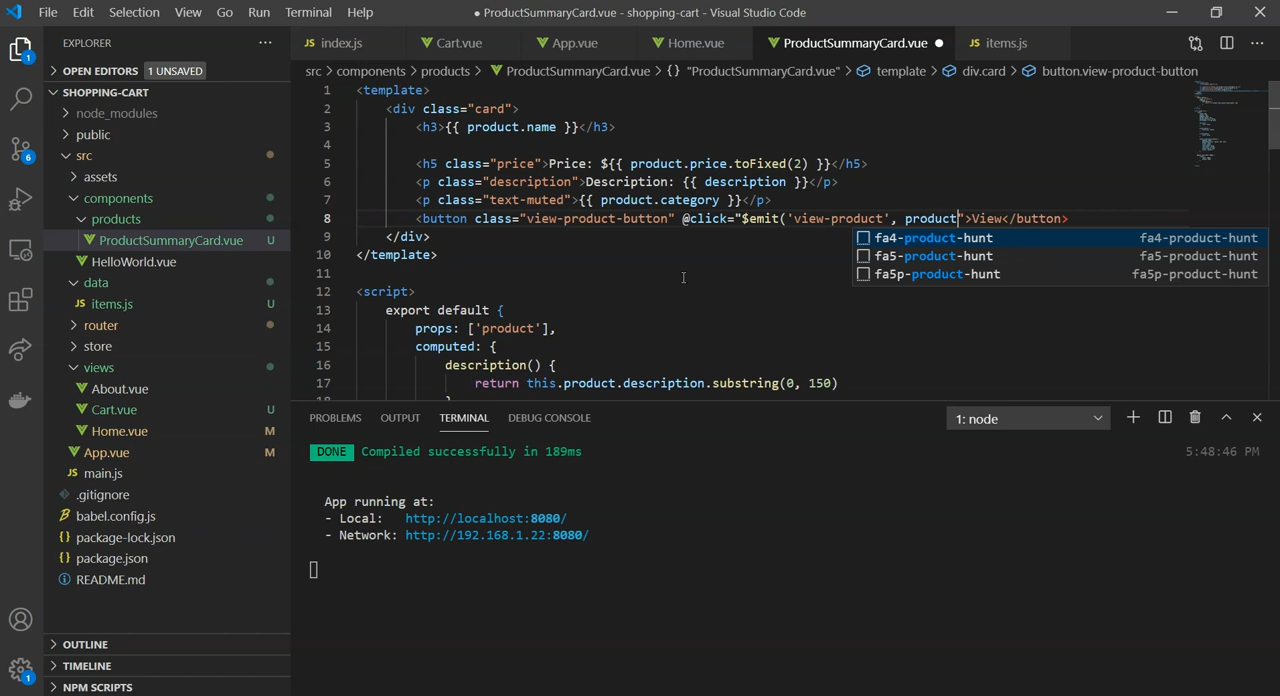 File Edit Selection View Go Run Terminal Help
● ProductSummaryCard.vue - shopping-cart - Visual Studio Code
EXPLORER
OPEN EDITORS 1 UNSAVED
SHOPPING-CART
node_modules
public
src
assets
components
products
ProductSummaryCard.vue U
HelloWorld.vue
data
JS items.js U
router
store
views
About.vue
Cart.vue U
Home.vue M
App.vue M
JS main.js
.gitignore
babel.config.js
{} package-lock.json
{} package.json
README.md
OUTLINE
TIMELINE
NPM SCRIPTS
6
1
JS index.js Cart.vue App.vue Home.vue ProductSummaryCard.vue ● JS items.js
src > components > products > ProductSummaryCard.vue > {} "ProductSummaryCard.vue" > template > div.card > button.view-product-button
1 <template>
2 <div class="card">
3 <h3>{{ product.name }}</h3>
4
5 <h5 class="price">Price: ${{ product.price.toFixed(2) }}</h5>
6 <p class="description">Description: {{ description }}</p>
7 <p class="text-muted">{{ product.category }}</p>
8 <button class="view-product-button" @click="$emit('view-product', product">View</button>
9 </div>
10 </template>
11
12 <script>
13 export default {
14 props: ['product'],
15 computed: {
16 description() {
17 return this.product.description.substring(0, 150)
18 }
fa4-product-hunt fa4-product-hunt
fa5-product-hunt fa5-product-hunt
fa5p-product-hunt fa5p-product-hunt
PROBLEMS OUTPUT TERMINAL DEBUG CONSOLE 1: node
DONE Compiled successfully in 189ms 5:48:46 PM
App running at:
- Local: http://localhost:8080/
- Network: http://192.168.1.22:8080/